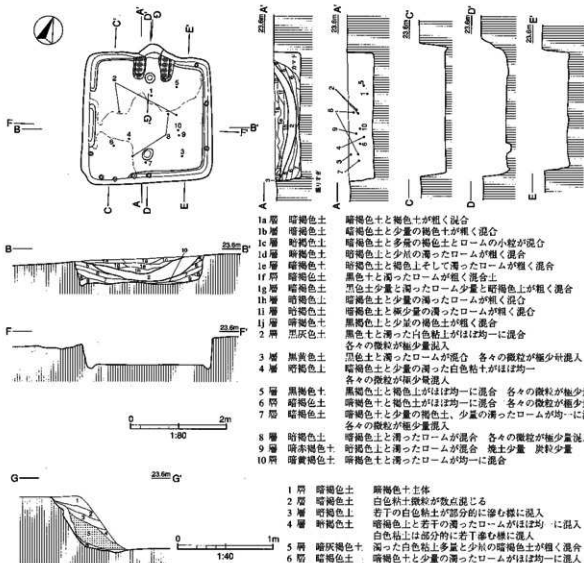 C' A' D' G E'
F B B' F'
C A D E
A' 23.6m
A' 23.6m
C' 23.6m
D' 23.6m
E' 23.6m
カマド
A
A
C
D
E
1a層 暗褐色土 暗褐色土と褐色土が粗く混合
1b層 暗褐色土 暗褐色土と少量の褐色土が粗く混合
1c層 暗褐色土 暗褐色土と多量の褐色土とロームの小粒が混合
1d層 暗褐色土 暗褐色土と少量の濁ったロームが粗く混合
1e層 暗褐色土 暗褐色土と褐色土そして濁ったロームが粗く混合
1f層 暗褐色土 黒色土と濁ったロームが粗く混合土
1g層 暗褐色土 黒色土少量と濁ったローム少量と暗褐色土が粗く混合
1h層 暗褐色土 暗褐色土と少量の濁ったロームが粗く混合
1i層 暗褐色土 暗褐色土と極少量の濁ったロームが粗く混合
1j層 暗褐色土 黒褐色土と少量の褐色土が粗く混合
2層 黒灰色土 黒色土と濁った白色粘土がほぼ均一に混合
各々の微粒が極少量混入
3層 黒黄色土 黒色土と濁ったロームが混合 各々の微粒が極少量混入
4層 暗褐色土 暗褐色土と少量の濁った白色粘土がほぼ均一
各々の微粒が極少量混入
5層 黒褐色土 黒褐色土と褐色土がほぼ均一に混合 各々の微粒が極少
6層 暗褐色土 暗褐色土と褐色土がほぼ均一に混合 各々の微粒が極少
7層 暗褐色土 暗褐色土と少量の褐色土、少量の濁ったロームが均一に
各々の微粒が極少量混入
8層 暗褐色土 暗褐色土と濁ったロームが混合 各々の微粒が極少量混
9層 暗赤褐色土 暗褐色土と濁ったロームが混合 焼土少量 炭粒少量
10層 暗黄褐色土 暗褐色土と濁ったロームが均一に混合
B 23.6m B'
F 23.6m F'
0 2m
1:80
G 23.6m G'
0 1m
1:40
1層 暗褐色土 暗褐色土主体
2層 暗褐色土 白色粘土微粒が数点混じる
3層 暗褐色土 若干の白色粘土が部分的に滲む様に混入
4層 暗褐色土 暗褐色土と若干の濁ったロームがほぼ均一に混入
白色粘土は部分的に若干滲む様に混入
5層 暗灰褐色土 濁った白色粘土多量と少量の暗褐色土が粗く混合
6層 暗褐色土 暗褐色土と少量の濁ったロームがほぼ均一に混入